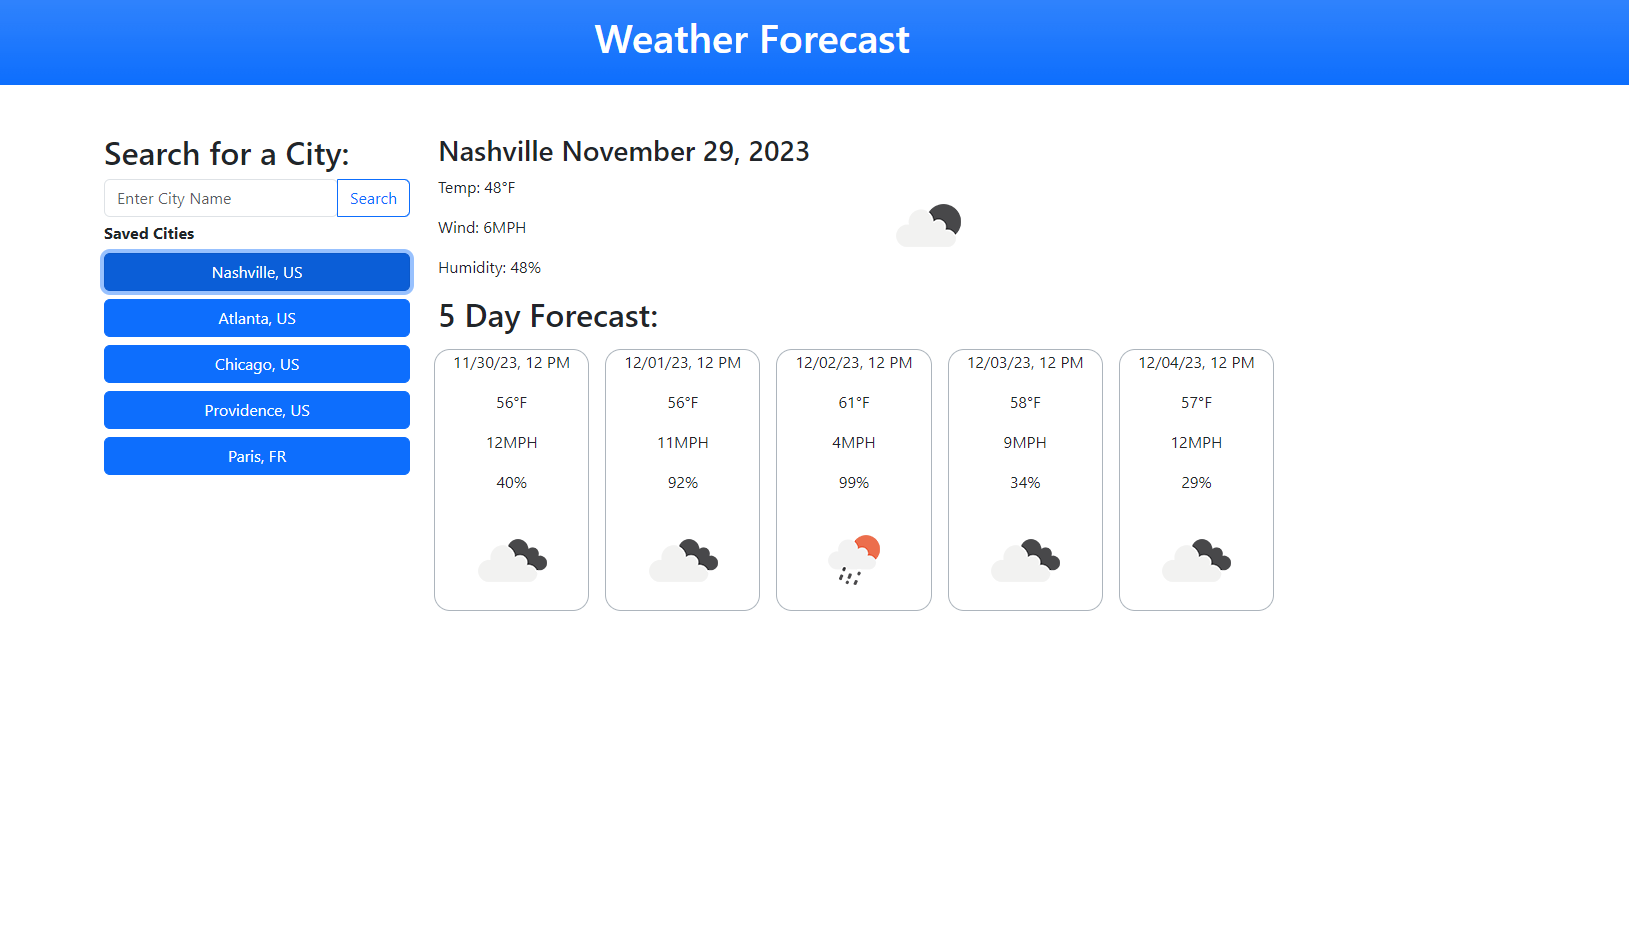 Weather Forecast
Search for a City:
Enter City Name
Search
Saved Cities
Nashville, US
Atlanta, US
Chicago, US
Providence, US
Paris, FR
Nashville November 29, 2023
Temp: 48°F
Wind: 6MPH
Humidity: 48%
5 Day Forecast:
11/30/23, 12 PM
56°F
12MPH
40%
12/01/23, 12 PM
56°F
11MPH
92%
12/02/23, 12 PM
61°F
4MPH
99%
12/03/23, 12 PM
58°F
9MPH
34%
12/04/23, 12 PM
57°F
12MPH
29%